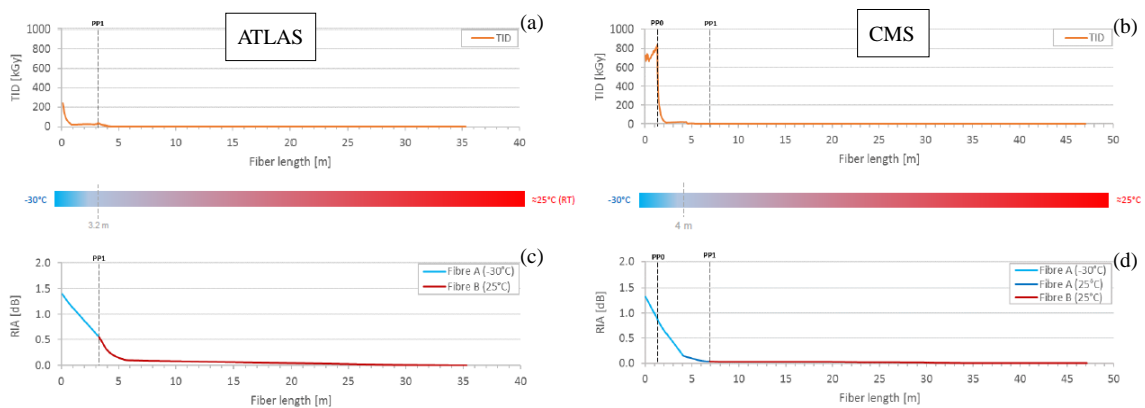 PP1
(a)
ATLAS
TID
1000
800
600
400
200
0
TID [kGy]
0 5 10 15 20 25 30 35 40
Fiber length [m]
PP0 PP1
(b)
CMS
TID
1000
800
600
400
200
0
TID [kGy]
0 5 10 15 20 25 30 35 40 45 50
Fiber length [m]
-30°C
≈25°C (RT)
3.2 m
-30°C
≈25°C
4 m
PP1
(c)
Fibre A (-30°C)
Fibre B (25°C)
2.0
1.5
1.0
0.5
0.0
RIA [dB]
0 5 10 15 20 25 30 35 40
Fiber length [m]
PP0 PP1
(d)
Fibre A (-30°C)
Fibre A (25°C)
Fibre B (25°C)
2.0
1.5
1.0
0.5
0.0
RIA [dB]
0 5 10 15 20 25 30 35 40 45 50
Fiber length [m]